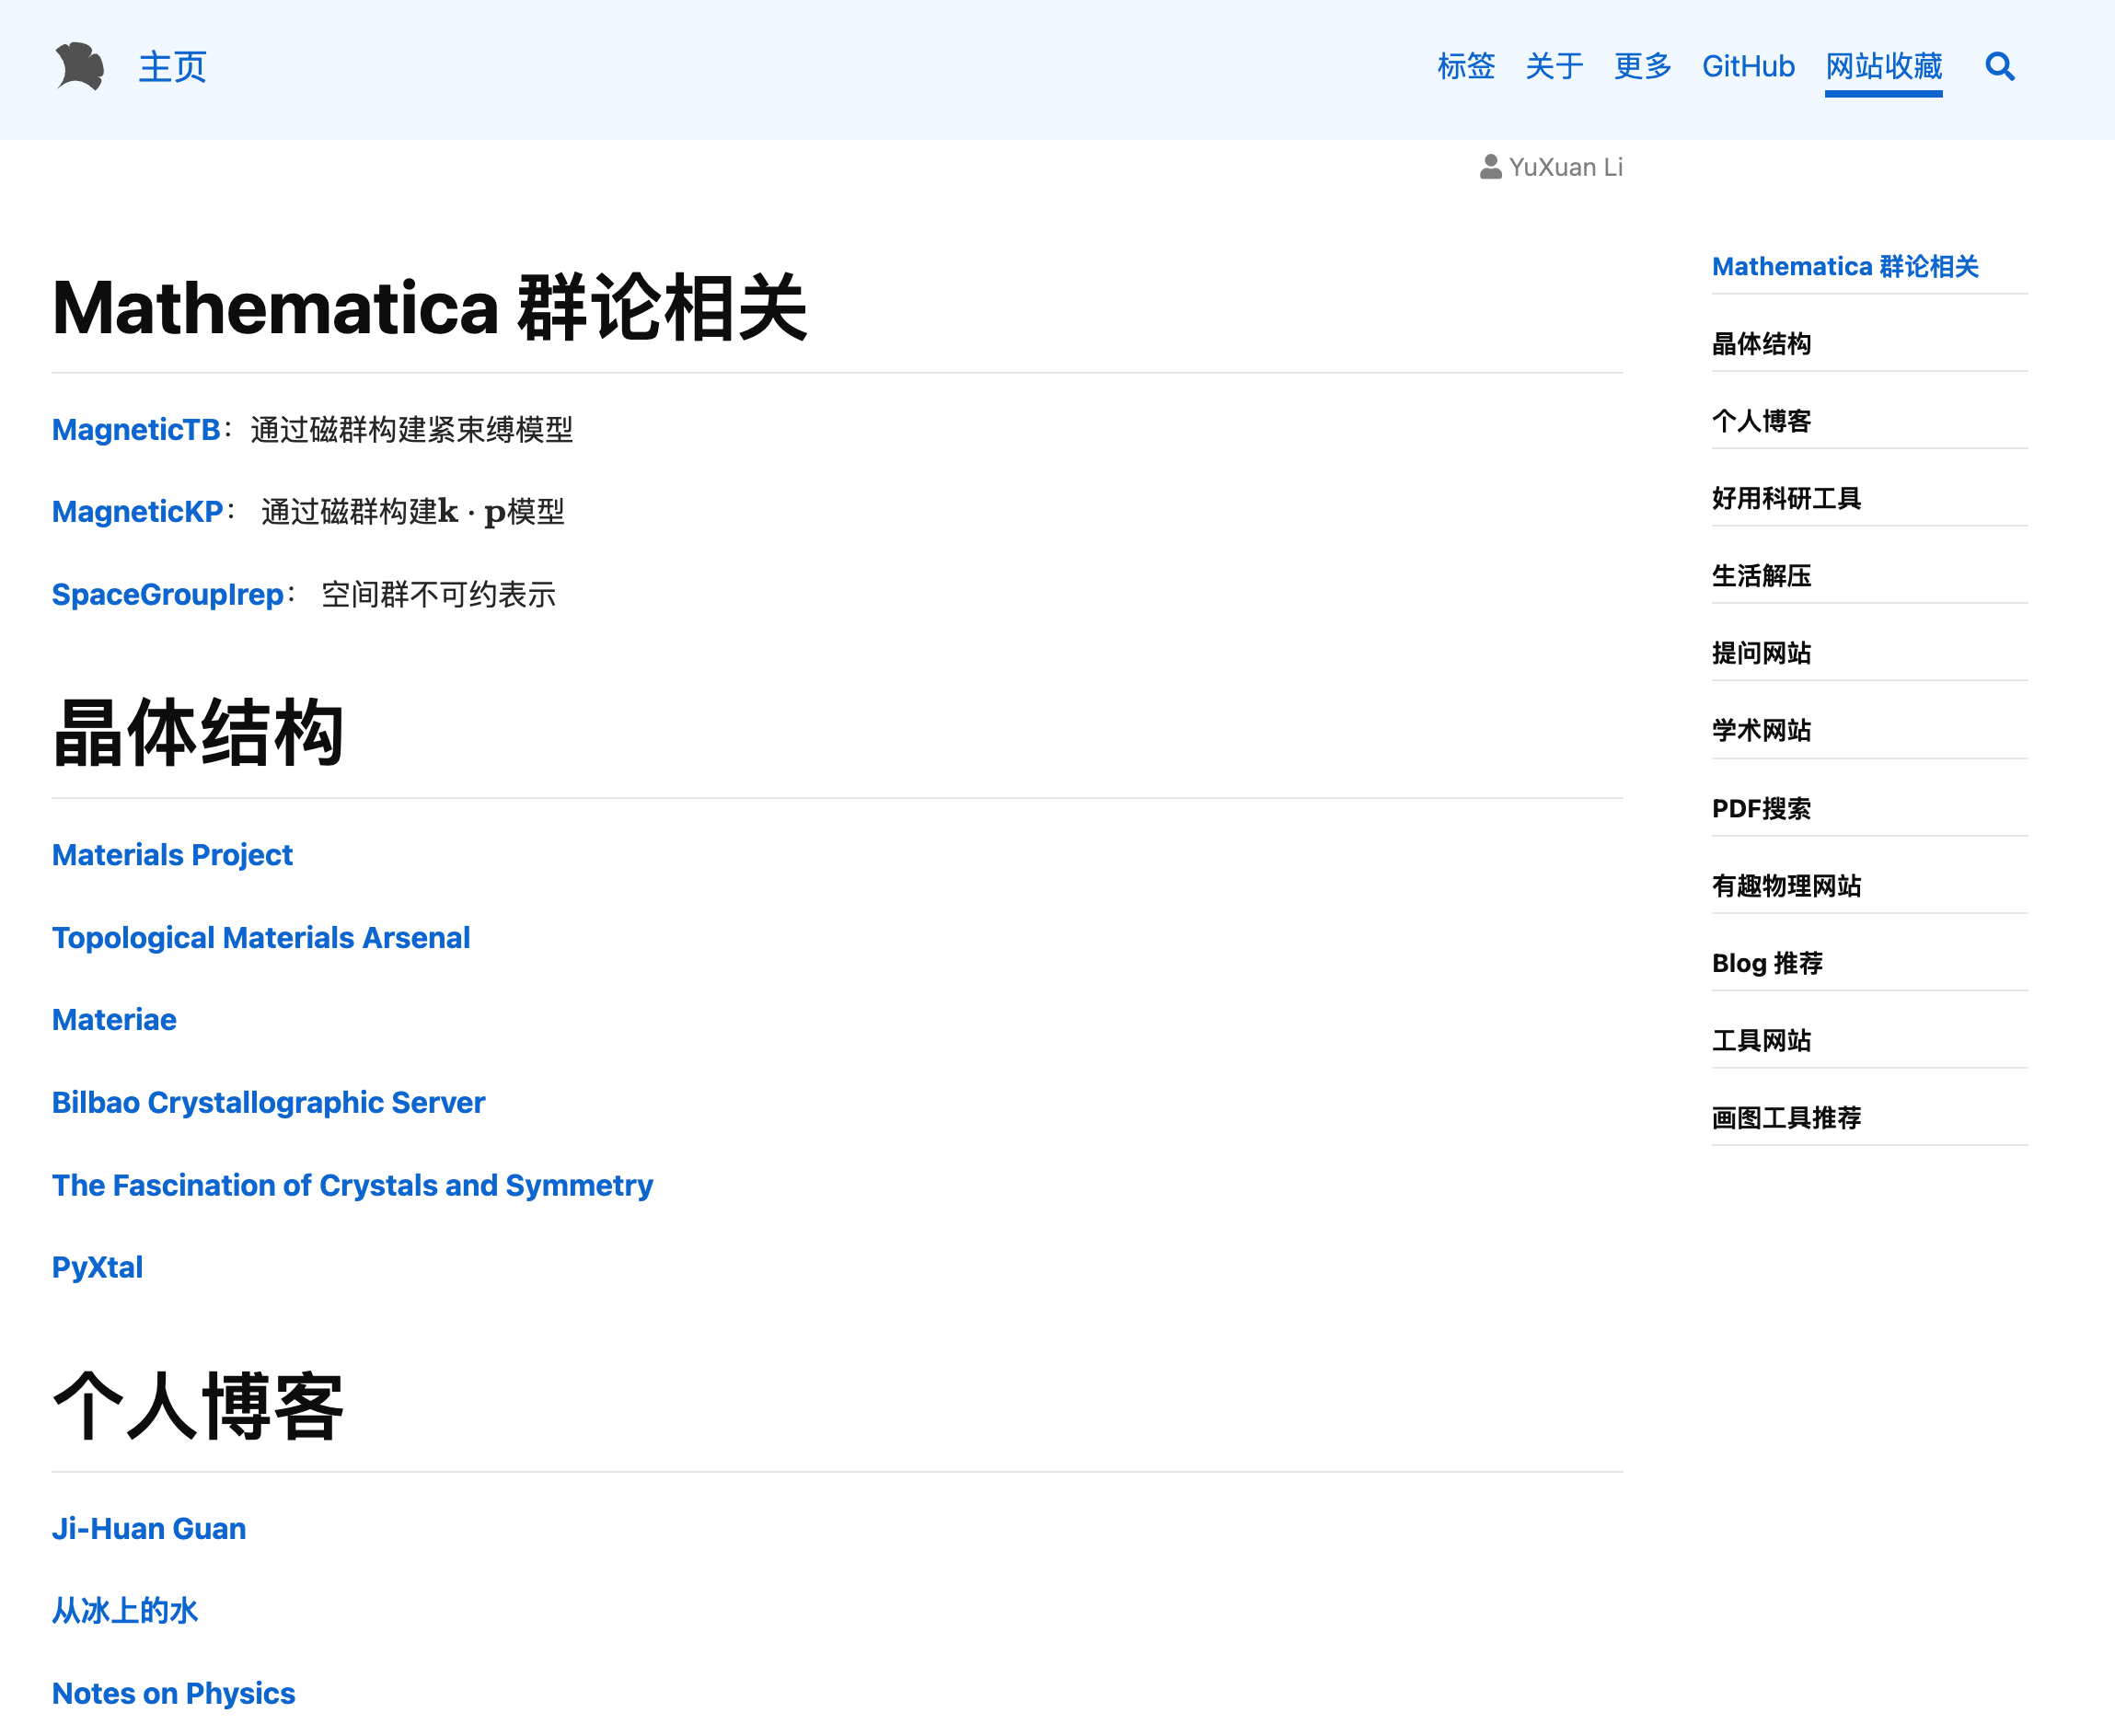 主页
标签 关于 更多 GitHub 网站收藏
YuXuan Li
Mathematica 群论相关
MagneticTB：通过磁群构建紧束缚模型
MagneticKP： 通过磁群构建k · p模型
SpaceGroupIrep： 空间群不可约表示
晶体结构
Materials Project
Topological Materials Arsenal
Materiae
Bilbao Crystallographic Server
The Fascination of Crystals and Symmetry
PyXtal
个人博客
Ji-Huan Guan
从冰上的水
Notes on Physics
Mathematica 群论相关
晶体结构
个人博客
好用科研工具
生活解压
提问网站
学术网站
PDF搜索
有趣物理网站
Blog 推荐
工具网站
画图工具推荐